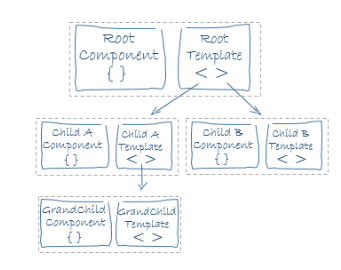 Root
Component
{ }
Root
Template
< >
Child A
Component
{ }
Child A
Template
< >
Child B
Component
{ }
Child B
Template
< >
GrandChild
Component
{ }
GrandChild
Template
< >